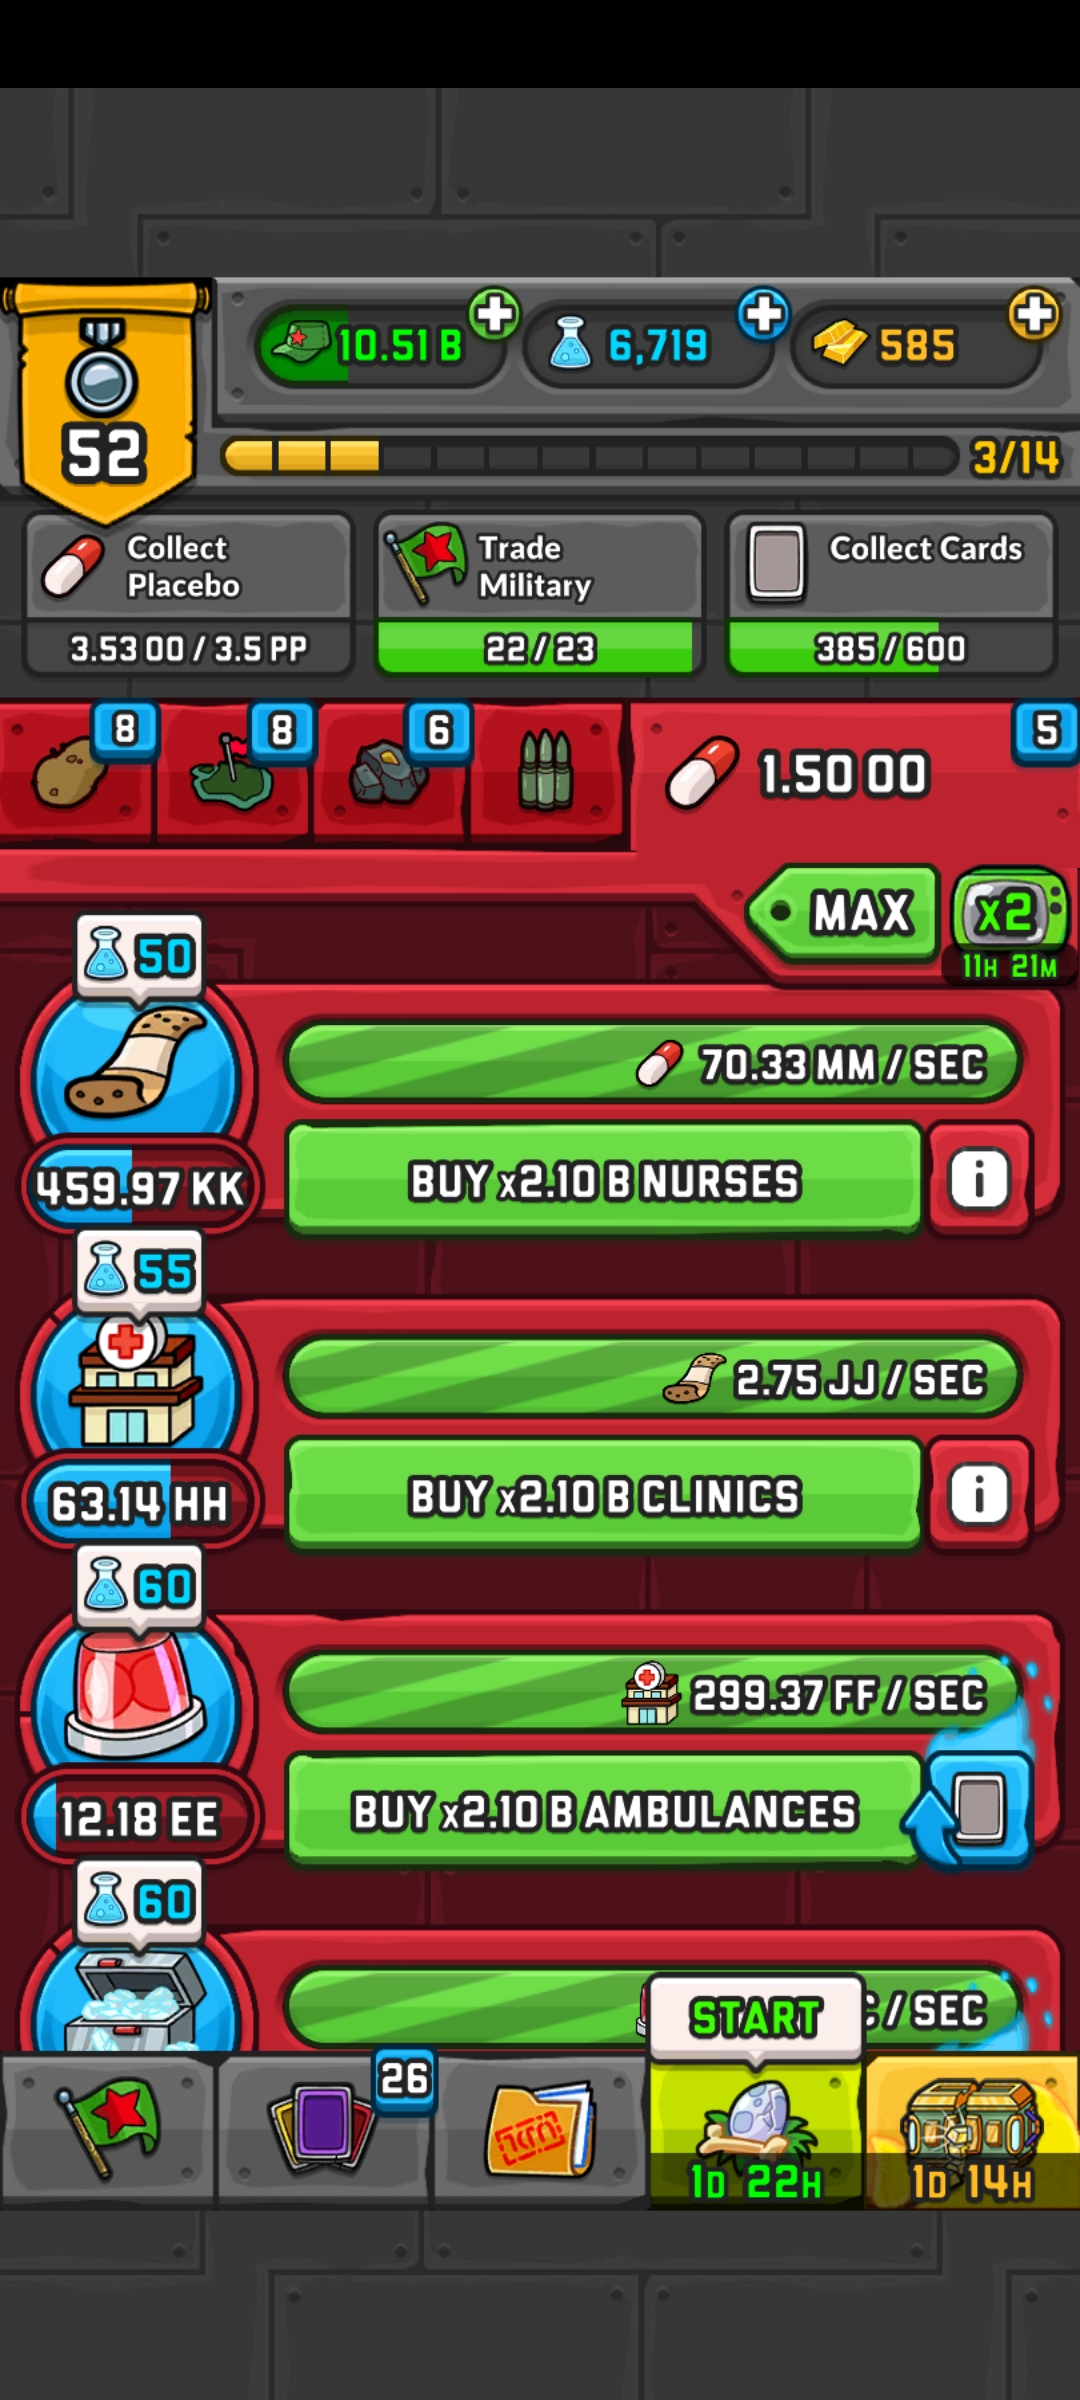 10.51 B
6,719
585
52
3/14
Collect
Placebo
3.53 OO / 3.5 PP
Trade
Military
22 / 23
Collect Cards
385 / 600
8
8
6
5
1.50 OO
MAX
x2
11H 21M
50
70.33 MM / SEC
459.97 KK
BUY x2.10 B NURSES
i
55
2.75 JJ / SEC
63.14 HH
BUY x2.10 B CLINICS
i
60
299.37 FF / SEC
12.18 EE
BUY x2.10 B AMBULANCES
60
/ SEC
START
26
1D 22H
1D 14H